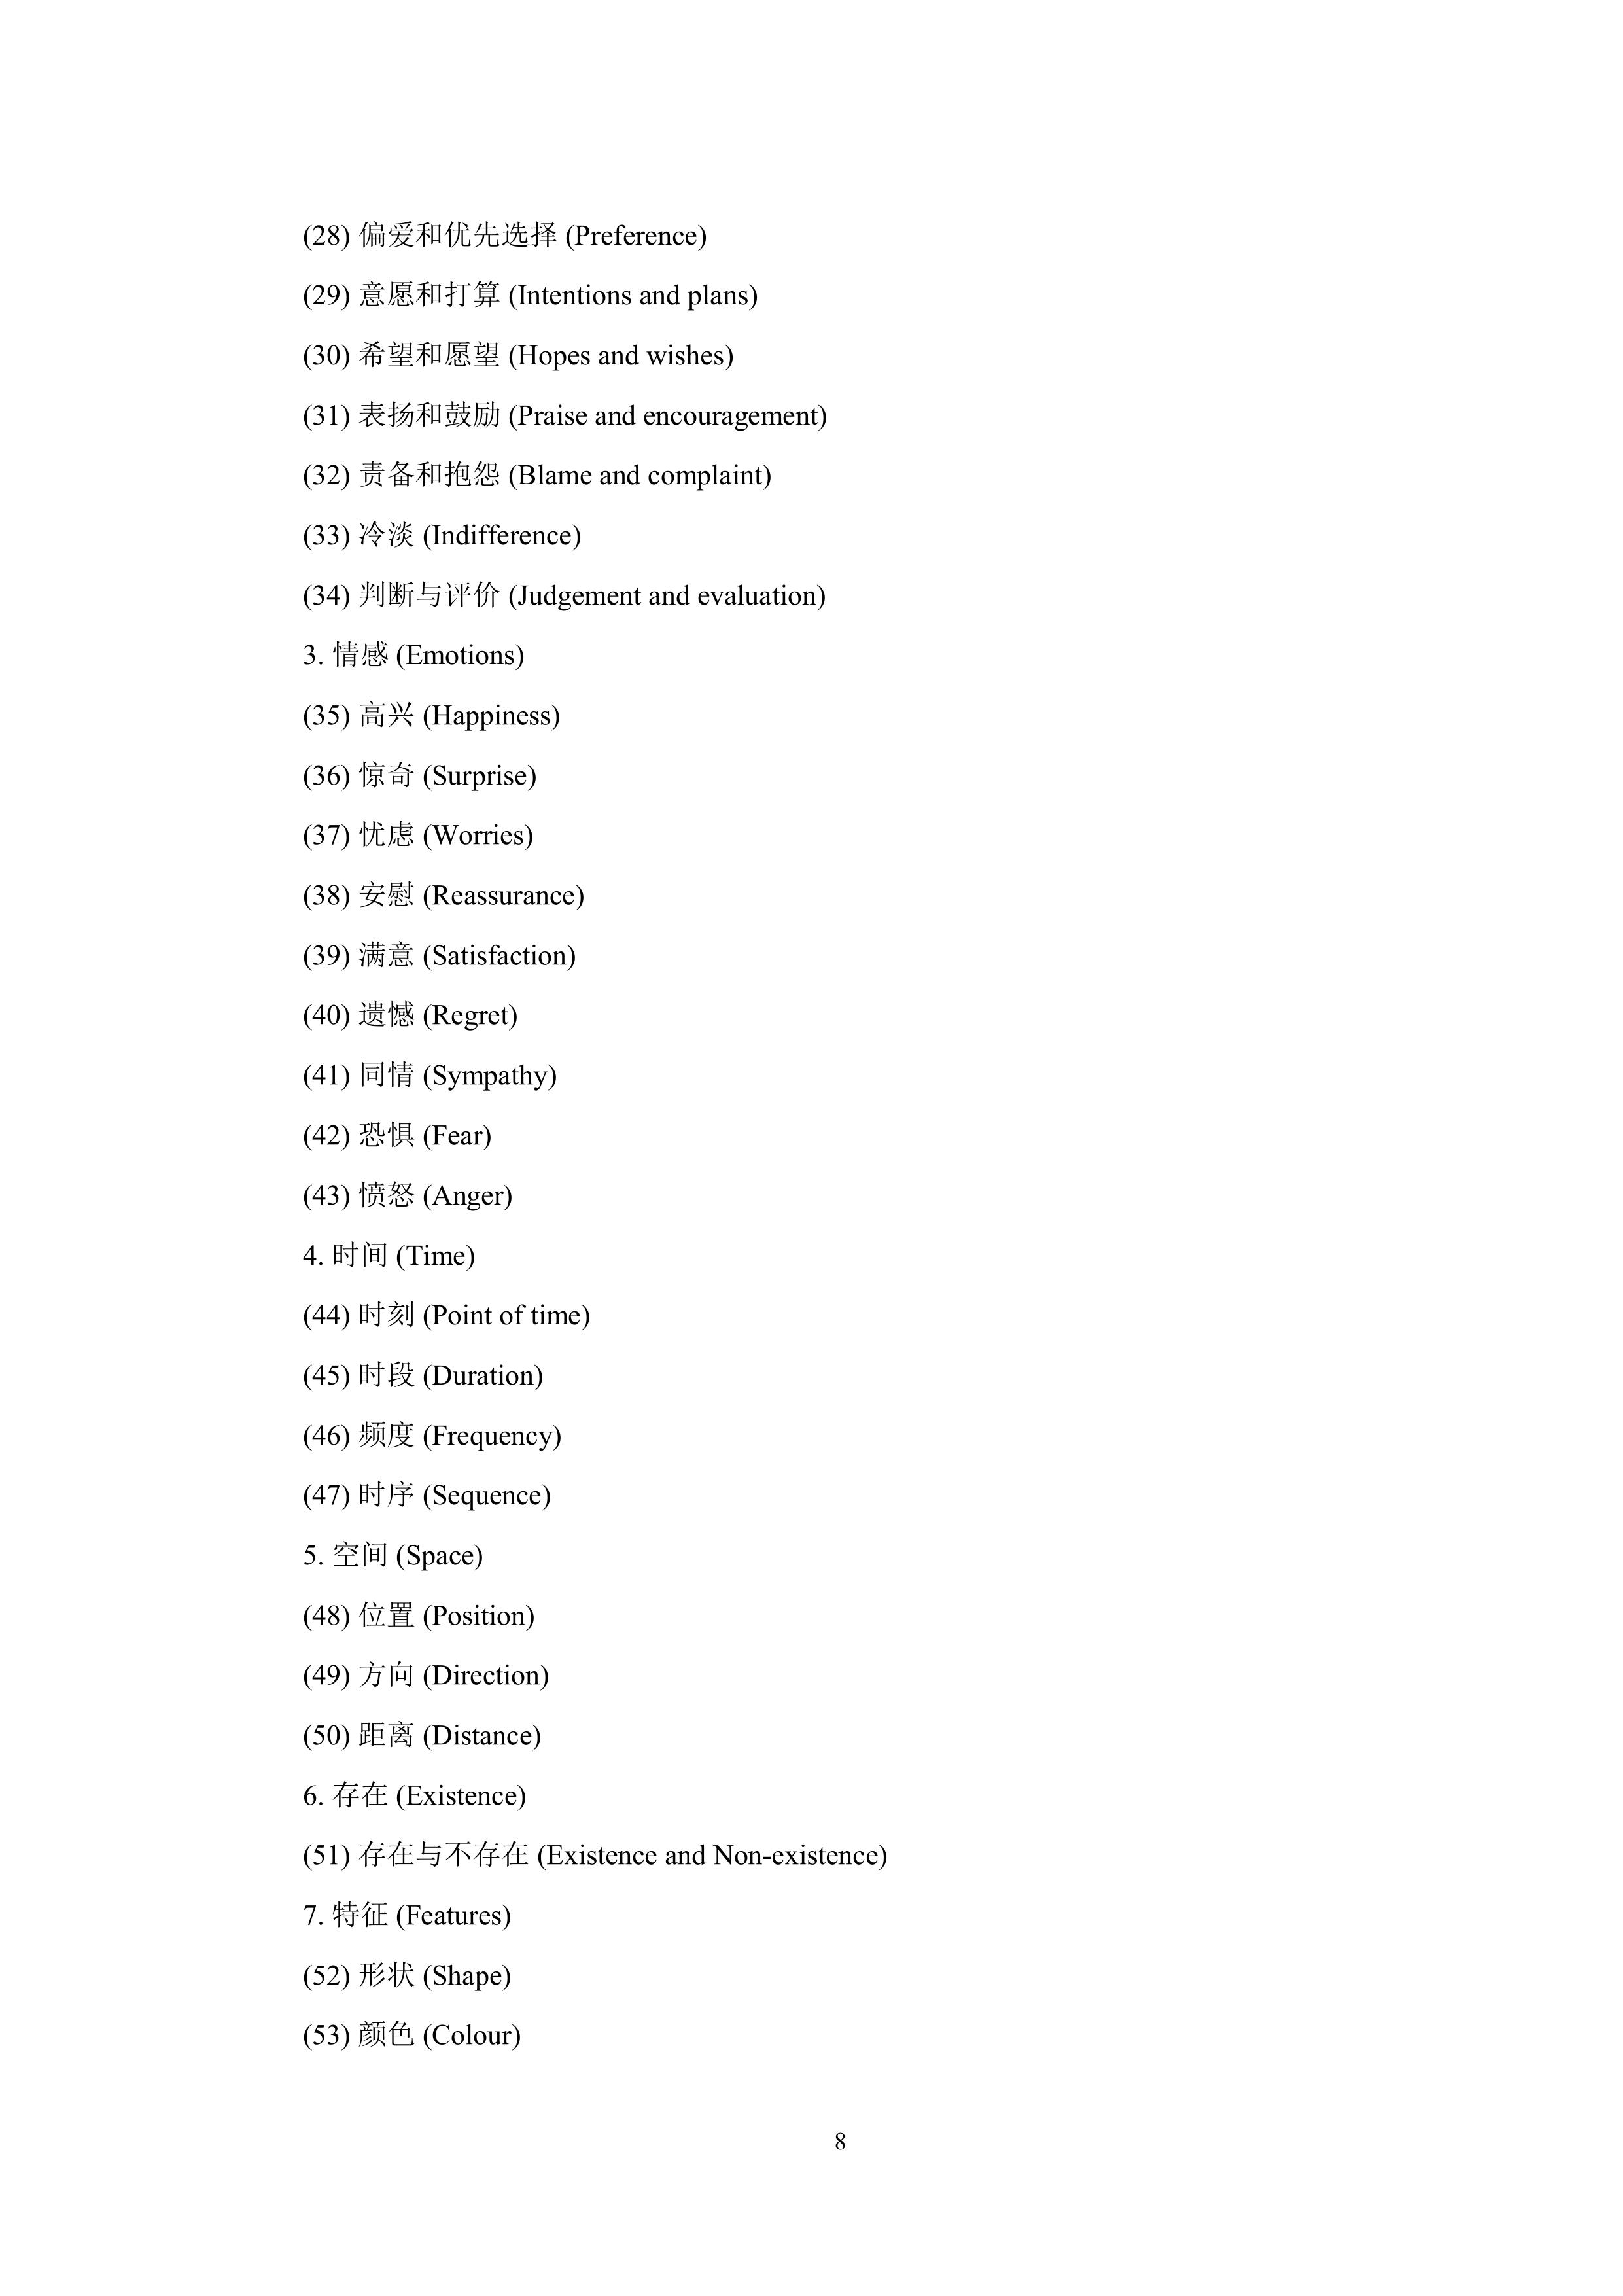 (28) 偏爱和优先选择 (Preference)
(29) 意愿和打算 (Intentions and plans)
(30) 希望和愿望 (Hopes and wishes)
(31) 表扬和鼓励 (Praise and encouragement)
(32) 责备和抱怨 (Blame and complaint)
(33) 冷淡 (Indifference)
(34) 判断与评价 (Judgement and evaluation)
3. 情感 (Emotions)
(35) 高兴 (Happiness)
(36) 惊奇 (Surprise)
(37) 忧虑 (Worries)
(38) 安慰 (Reassurance)
(39) 满意 (Satisfaction)
(40) 遗憾 (Regret)
(41) 同情 (Sympathy)
(42) 恐惧 (Fear)
(43) 愤怒 (Anger)
4. 时间 (Time)
(44) 时刻 (Point of time)
(45) 时段 (Duration)
(46) 频度 (Frequency)
(47) 时序 (Sequence)
5. 空间 (Space)
(48) 位置 (Position)
(49) 方向 (Direction)
(50) 距离 (Distance)
6. 存在 (Existence)
(51) 存在与不存在 (Existence and Non-existence)
7. 特征 (Features)
(52) 形状 (Shape)
(53) 颜色 (Colour)
8